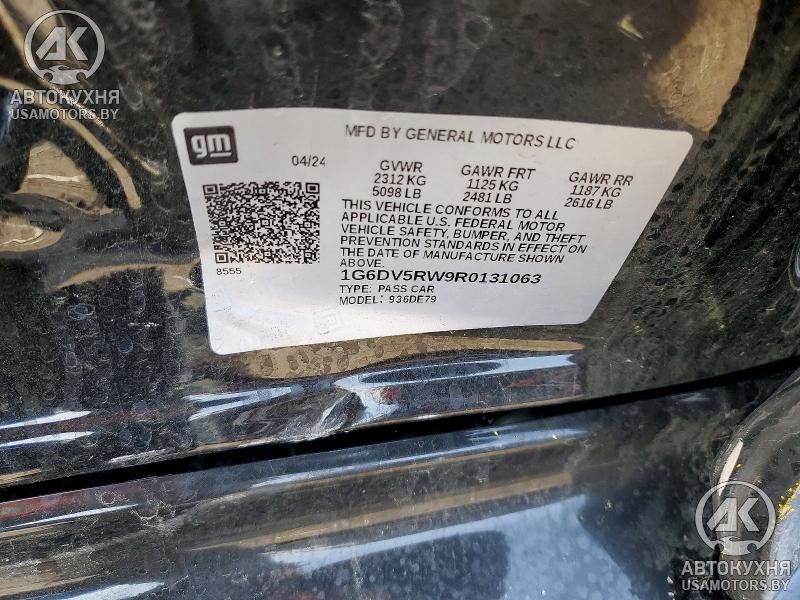 AK
АВТОКУХНЯ
USAMOTORS.BY
gm
MFD BY GENERAL MOTORS LLC
04/24
GVWR GAWR FRT GAWR RR
2312 KG 1125 KG 1187 KG
5098 LB 2481 LB 2616 LB
THIS VEHICLE CONFORMS TO ALL
APPLICABLE U.S. FEDERAL MOTOR
VEHICLE SAFETY, BUMPER, AND THEFT
PREVENTION STANDARDS IN EFFECT ON
THE DATE OF MANUFACTURE SHOWN
ABOVE.
8555
1G6DV5RW9R0131063
TYPE: PASS CAR
MODEL: 936DE79
AK
АВТОКУХНЯ
USAMOTORS.BY